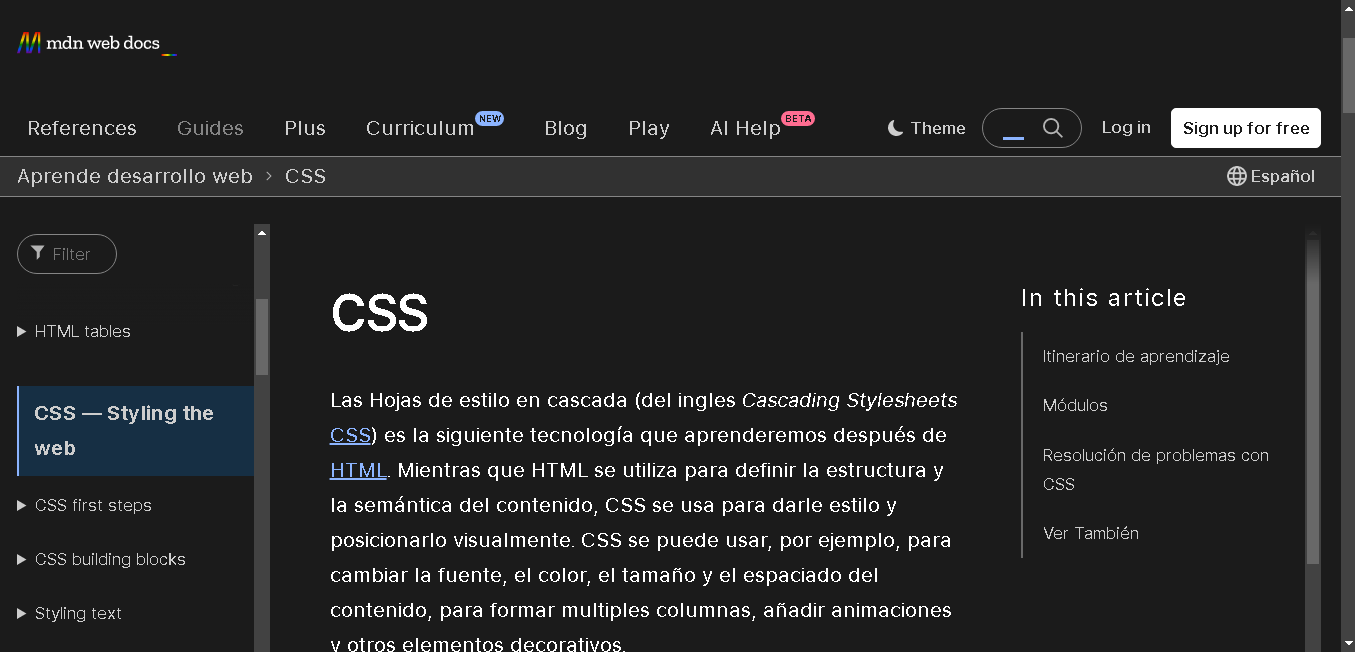 mdn web docs
References Guides Plus Curriculum NEW Blog Play AI Help BETA Theme Log in Sign up for free
Aprende desarrollo web › CSS Español
Filter
HTML tables
CSS — Styling the
web
CSS first steps
CSS building blocks
Styling text
CSS
Las Hojas de estilo en cascada (del ingles Cascading Stylesheets
CSS) es la siguiente tecnología que aprenderemos después de
HTML. Mientras que HTML se utiliza para definir la estructura y
la semántica del contenido, CSS se usa para darle estilo y
posicionarlo visualmente. CSS se puede usar, por ejemplo, para
cambiar la fuente, el color, el tamaño y el espaciado del
contenido, para formar multiples columnas, añadir animaciones
y otros elementos decorativos.
In this article
Itinerario de aprendizaje
Módulos
Resolución de problemas con
CSS
Ver También